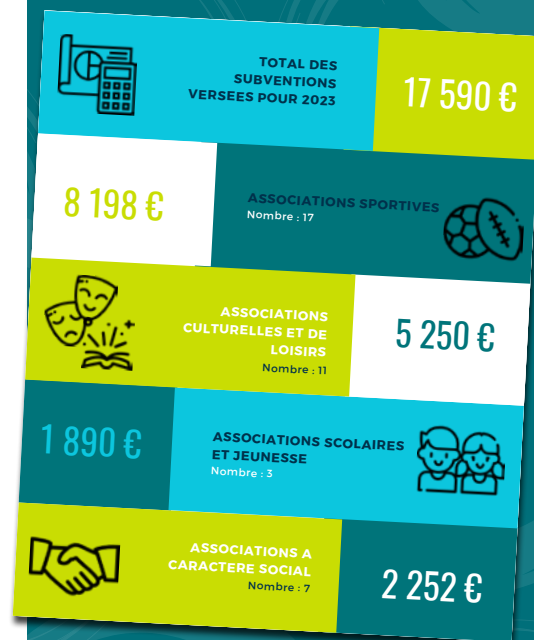 TOTAL DES
SUBVENTIONS
VERSEES POUR 2023
17 590 €
8 198 €
ASSOCIATIONS SPORTIVES
Nombre : 17
ASSOCIATIONS
CULTURELLES ET DE
LOISIRS
Nombre : 11
5 250 €
1 890 €
ASSOCIATIONS SCOLAIRES
ET JEUNESSE
Nombre : 3
ASSOCIATIONS A
CARACTERE SOCIAL
Nombre : 7
2 252 €